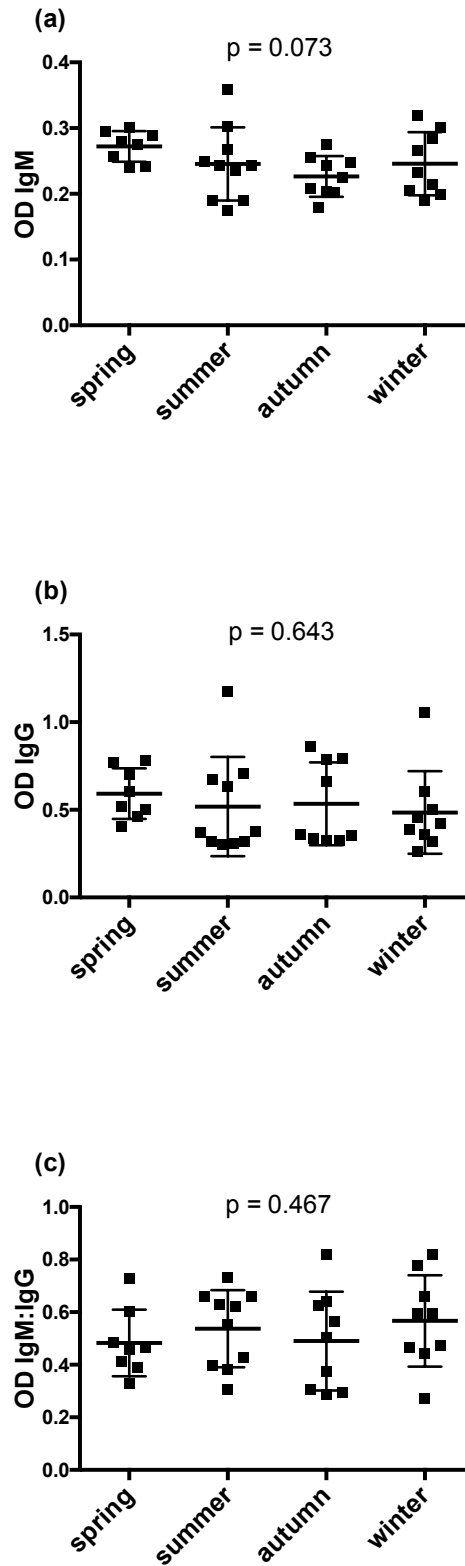 (a)
p = 0.073
OD IgM
0.4
0.3
0.2
0.1
0.0
spring
summer
autumn
winter
(b)
p = 0.643
OD IgG
1.5
1.0
0.5
0.0
spring
summer
autumn
winter
(c)
p = 0.467
OD IgM:IgG
1.0
0.8
0.6
0.4
0.2
0.0
spring
summer
autumn
winter